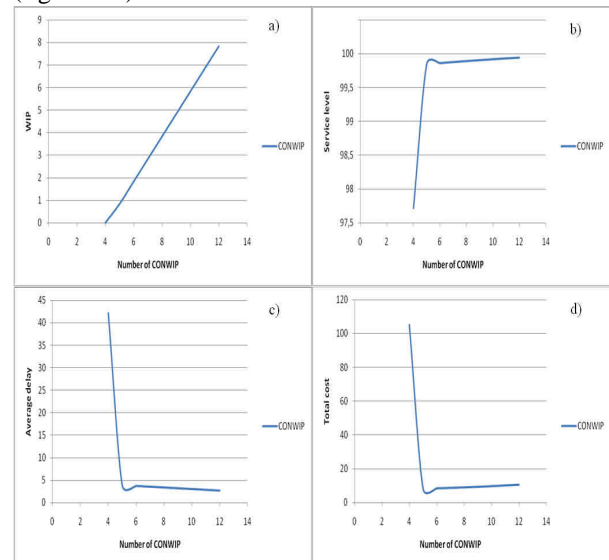 a)
9
8
7
6
5
4
3
2
1
0
WIP
0 2 4 6 8 10 12 14
Number of CONWIP
CONWIP
b)
100
99,5
99
98,5
98
97,5
Service level
0 2 4 6 8 10 12 14
Number of CONWIP
CONWIP
c)
45
40
35
30
25
20
15
10
5
0
Average delay
0 2 4 6 8 10 12 14
Number of CONWIP
CONWIP
d)
120
100
80
60
40
20
0
Total cost
0 2 4 6 8 10 12 14
Number of CONWIP
CONWIP